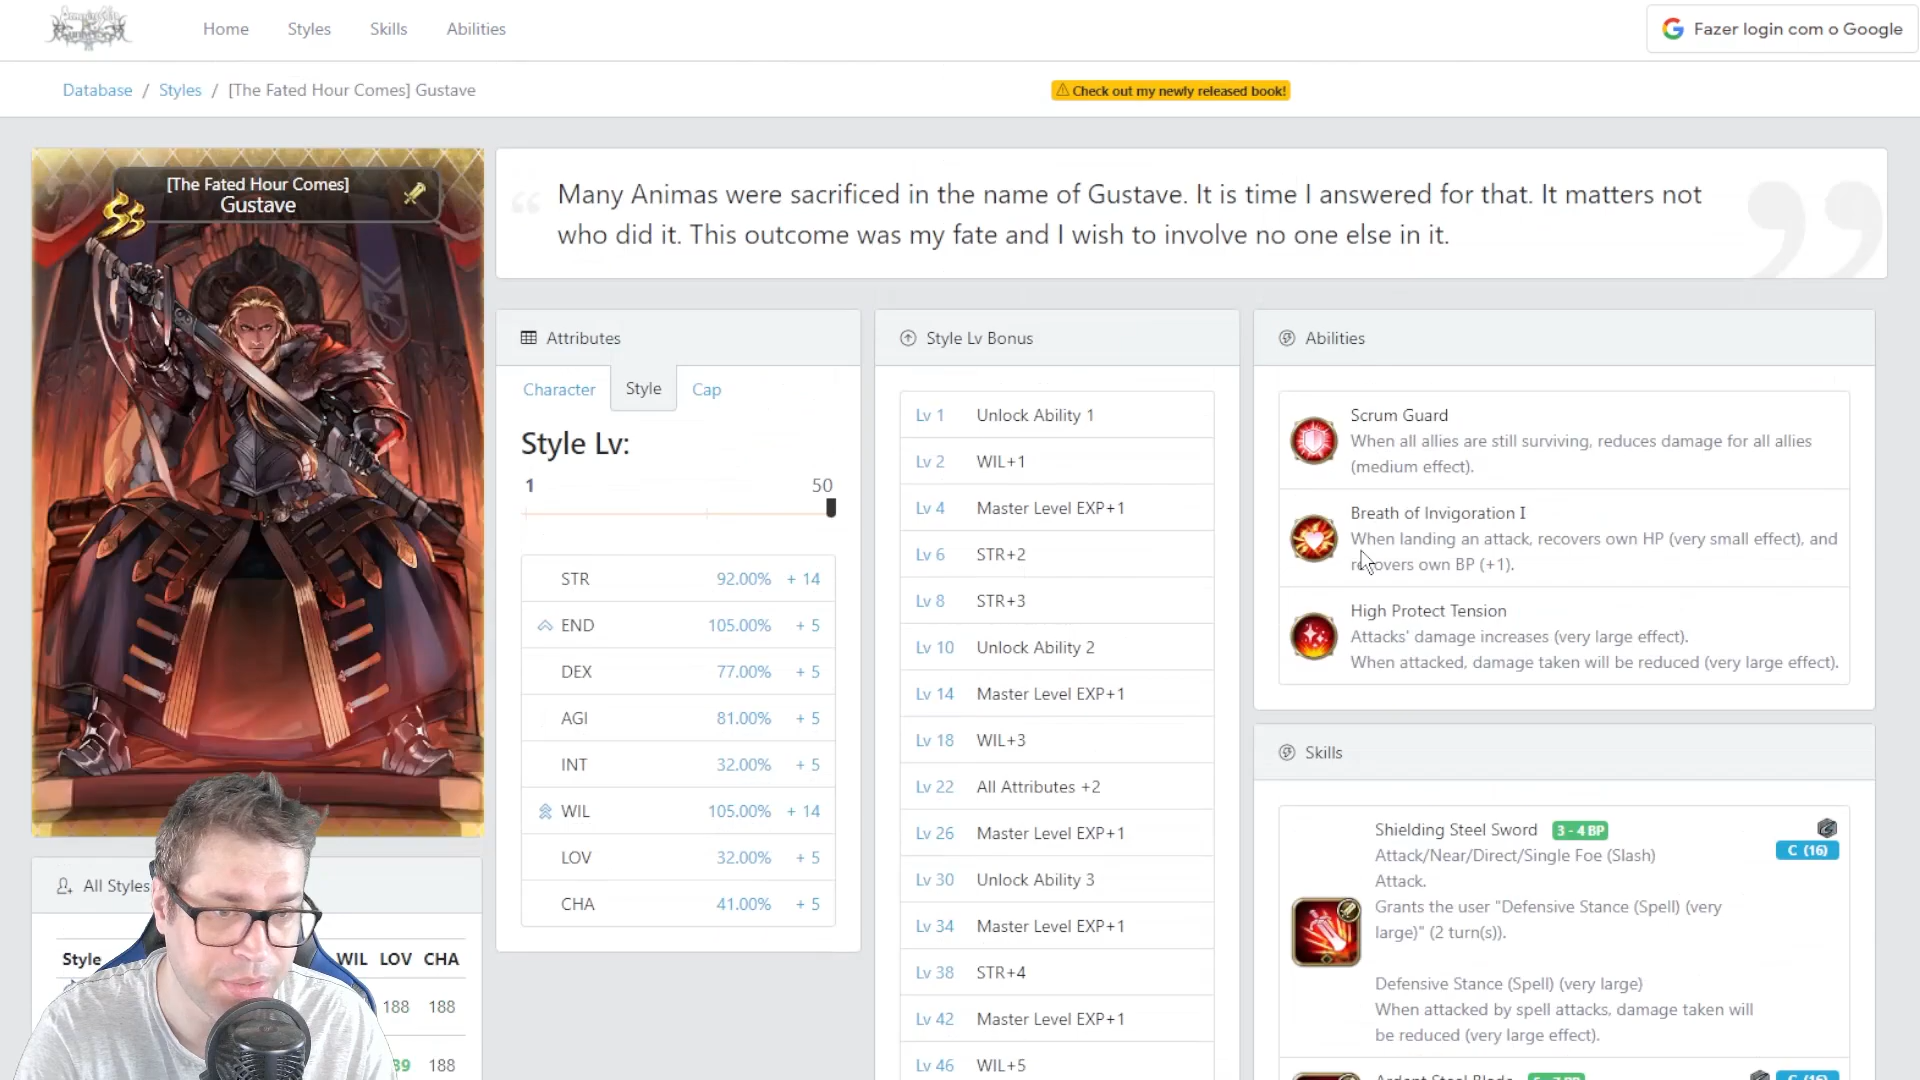 Home Styles Skills Abilities
Fazer login com o Google
Database / Styles / [The Fated Hour Comes] Gustave
Check out my newly released book!
[The Fated Hour Comes]
Gustave
SS
Many Animas were sacrificed in the name of Gustave. It is time I answered for that. It matters not
who did it. This outcome was my fate and I wish to involve no one else in it.
Attributes
Character Style Cap
Style Lv:
1 50
STR 92.00% + 14
END 105.00% + 5
DEX 77.00% + 5
AGI 81.00% + 5
INT 32.00% + 5
WIL 105.00% + 14
LOV 32.00% + 5
CHA 41.00% + 5
Style Lv Bonus
Lv 1 Unlock Ability 1
Lv 2 WIL+1
Lv 4 Master Level EXP+1
Lv 6 STR+2
Lv 8 STR+3
Lv 10 Unlock Ability 2
Lv 14 Master Level EXP+1
Lv 18 WIL+3
Lv 22 All Attributes +2
Lv 26 Master Level EXP+1
Lv 30 Unlock Ability 3
Lv 34 Master Level EXP+1
Lv 38 STR+4
Lv 42 Master Level EXP+1
Lv 46 WIL+5
Abilities
Scrum Guard
When all allies are still surviving, reduces damage for all allies
(medium effect).
Breath of Invigoration I
When landing an attack, recovers own HP (very small effect), and
recovers own BP (+1).
High Protect Tension
Attacks' damage increases (very large effect).
When attacked, damage taken will be reduced (very large effect).
Skills
Shielding Steel Sword 3 - 4 BP
C (16)
Attack/Near/Direct/Single Foe (Slash)
Attack.
Grants the user "Defensive Stance (Spell) (very
large)" (2 turn(s)).
Defensive Stance (Spell) (very large)
When attacked by spell attacks, damage taken will
be reduced (very large effect).
All Styles
Style WIL LOV CHA
188 188
188